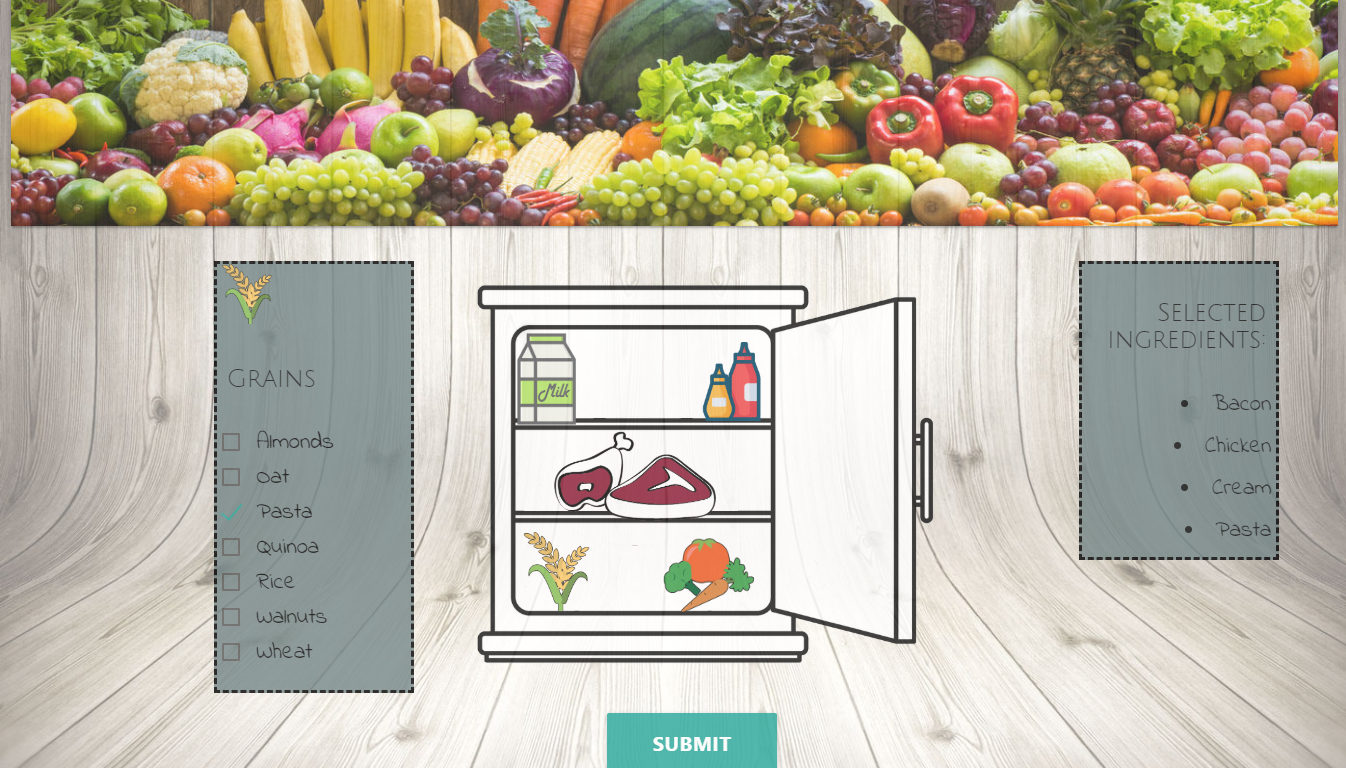 GRAINS
Almonds
Oat
Pasta
Quinoa
Rice
Walnuts
Wheat
Milk
SELECTED
INGREDIENTS:
Bacon
Chicken
Cream
Pasta
SUBMIT